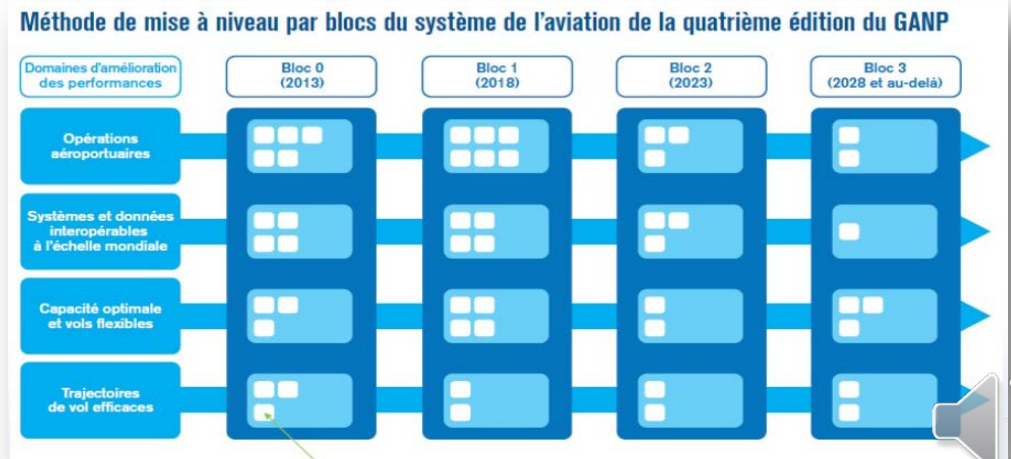 Méthode de mise à niveau par blocs du système de l’aviation de la quatrième édition du GANP
Domaines d'amélioration
des performances
Bloc 0
(2013)
Bloc 1
(2018)
Bloc 2
(2023)
Bloc 3
(2028 et au-delà)
Opérations
aéroportuaires
Systèmes et données
interopérables
à l'échelle mondiale
Capacité optimale
et vols flexibles
Trajectoires
de vol efficaces